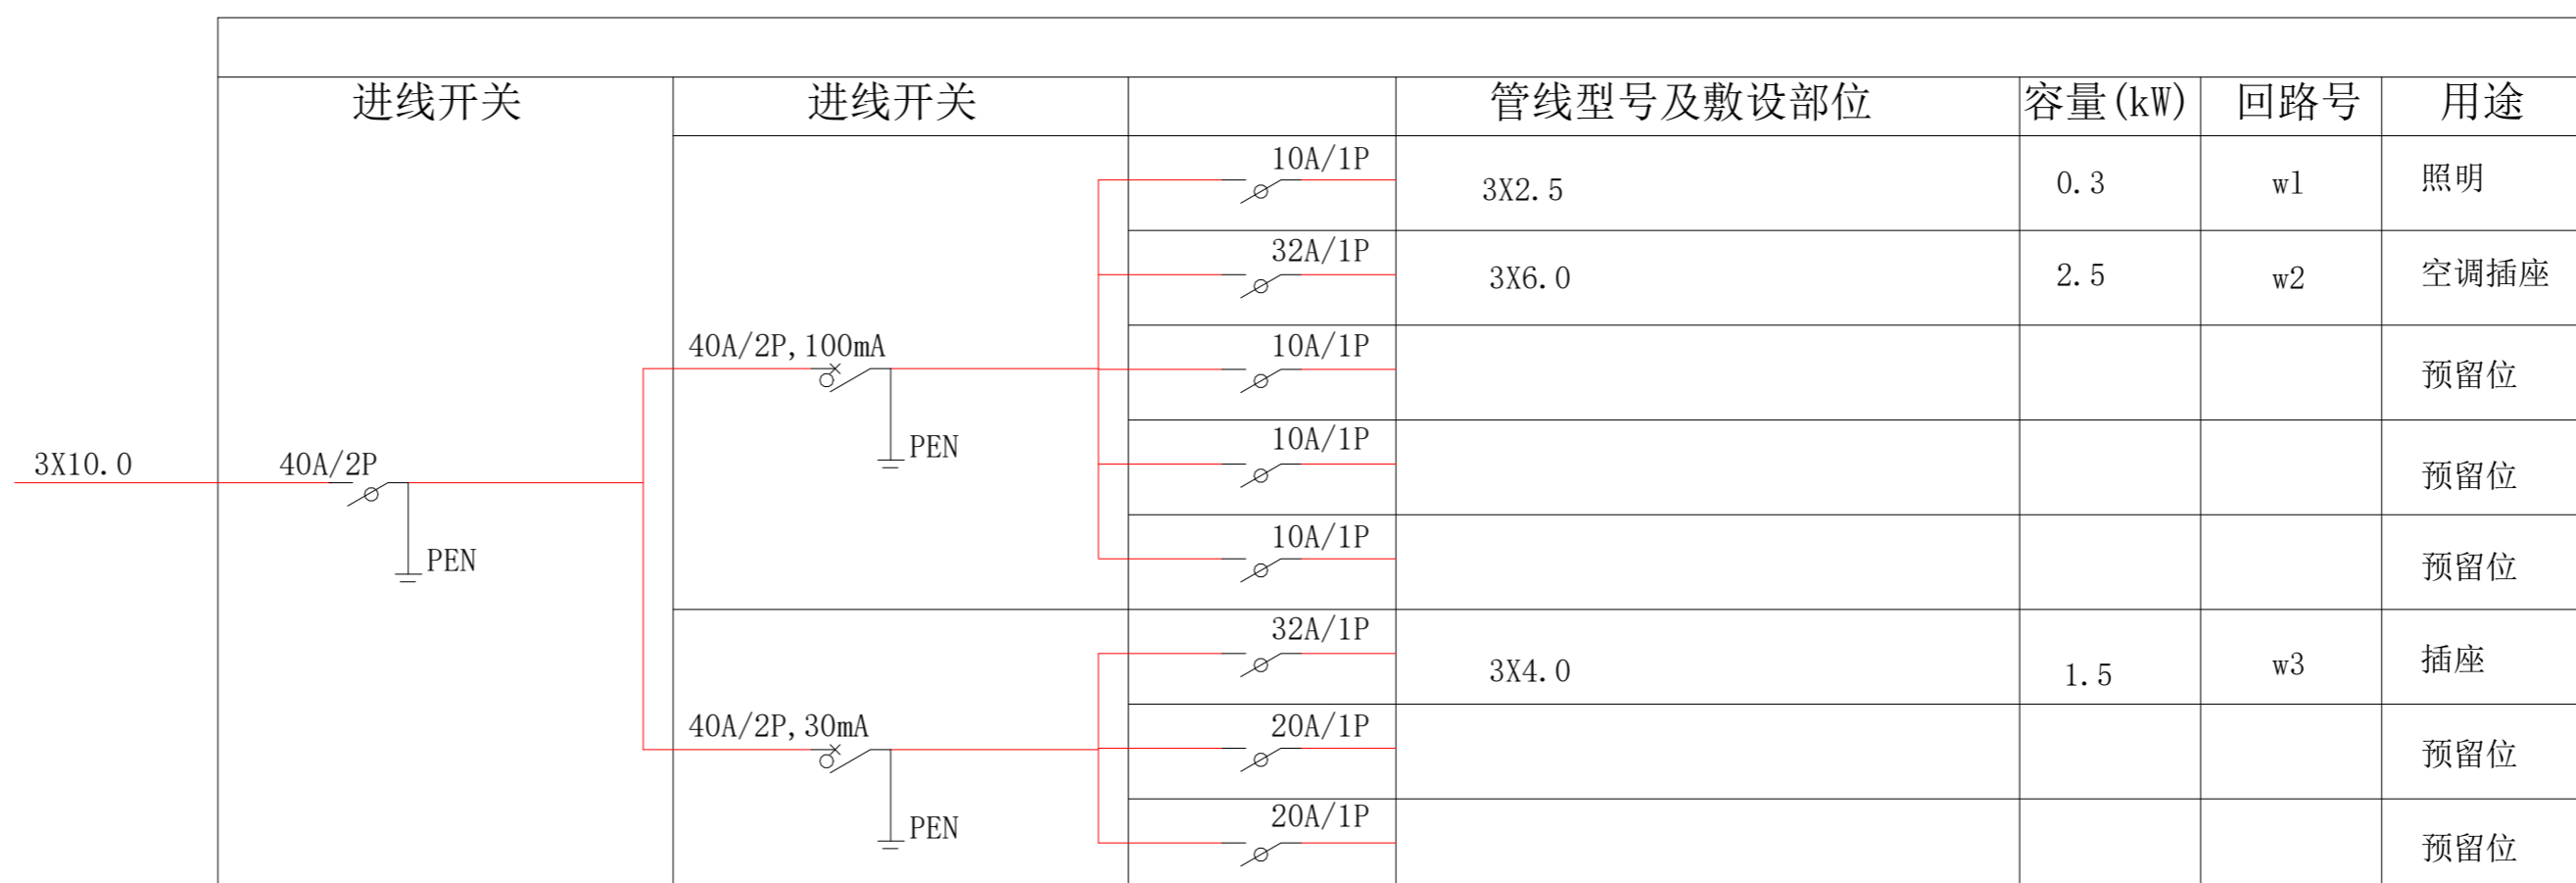 进线开关 进线开关 管线型号及敷设部位 容量(kW) 回路号 用途
10A/1P 3X2.5 0.3 w1 照明
32A/1P 3X6.0 2.5 w2 空调插座
40A/2P,100mA 10A/1P 预留位
PEN 10A/1P 预留位
3X10.0 40A/2P
PEN 10A/1P 预留位
32A/1P 3X4.0 1.5 w3 插座
40A/2P,30mA 20A/1P 预留位
PEN 20A/1P 预留位